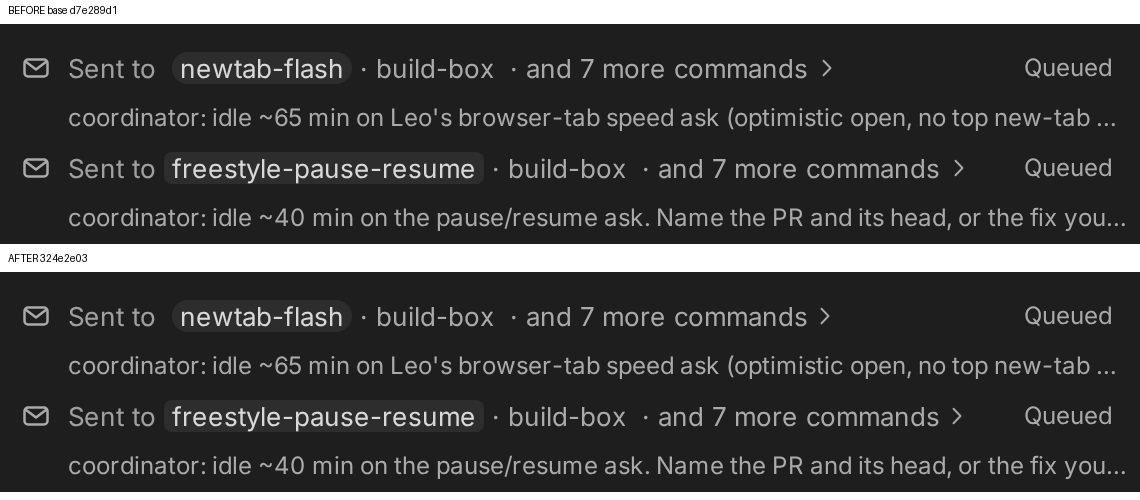 BEFORE base d7e289d1
Sent to newtab-flash · build-box · and 7 more commands > Queued
coordinator: idle ~65 min on Leo's browser-tab speed ask (optimistic open, no top new-tab ...
Sent to freestyle-pause-resume · build-box · and 7 more commands > Queued
coordinator: idle ~40 min on the pause/resume ask. Name the PR and its head, or the fix you...
AFTER 324e2e03
Sent to newtab-flash · build-box · and 7 more commands > Queued
coordinator: idle ~65 min on Leo's browser-tab speed ask (optimistic open, no top new-tab ...
Sent to freestyle-pause-resume · build-box · and 7 more commands > Queued
coordinator: idle ~40 min on the pause/resume ask. Name the PR and its head, or the fix you...